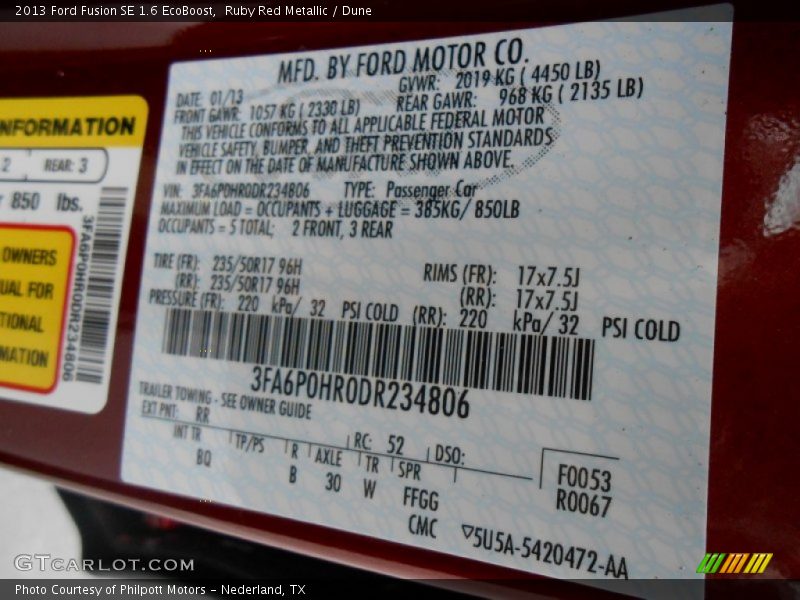 2013 Ford Fusion SE 1.6 EcoBoost, Ruby Red Metallic / Dune
MFD. BY FORD MOTOR CO.
DATE: 01/13 GVWR: 2019 KG ( 4450 LB)
FRONT GAWR: 1057 KG ( 2330 LB) REAR GAWR: 968 KG ( 2135 LB)
THIS VEHICLE CONFORMS TO ALL APPLICABLE FEDERAL MOTOR
VEHICLE SAFETY, BUMPER, AND THEFT PREVENTION STANDARDS
IN EFFECT ON THE DATE OF MANUFACTURE SHOWN ABOVE.
VIN: 3FA6P0HR0DR234806 TYPE: Passenger Car
MAXIMUM LOAD = OCCUPANTS + LUGGAGE = 385KG/ 850LB
OCCUPANTS = 5 TOTAL; 2 FRONT, 3 REAR
TIRE (FR): 235/50R17 96H RIMS (FR): 17x7.5J
(RR): 235/50R17 96H (RR): 17x7.5J
PRESSURE (FR): 220 kPa/ 32 PSI COLD (RR): 220 kPa/ 32 PSI COLD
3FA6P0HR0DR234806
TRAILER TOWING - SEE OWNER GUIDE
EXT PNT: RR RC: 52 DSO:
INT TR TP/PS R AXLE TR SPR
BQ B 30 W FFGG
CMC
F0053
R0067
5U5A-5420472-AA
NFORMATION
2 REAR: 3
850 lbs.
3FA6P0HR0DR234806
OWNERS
UAL FOR
TIONAL
MATION
GTCarLot.com
Photo Courtesy of Philpott Motors - Nederland, TX